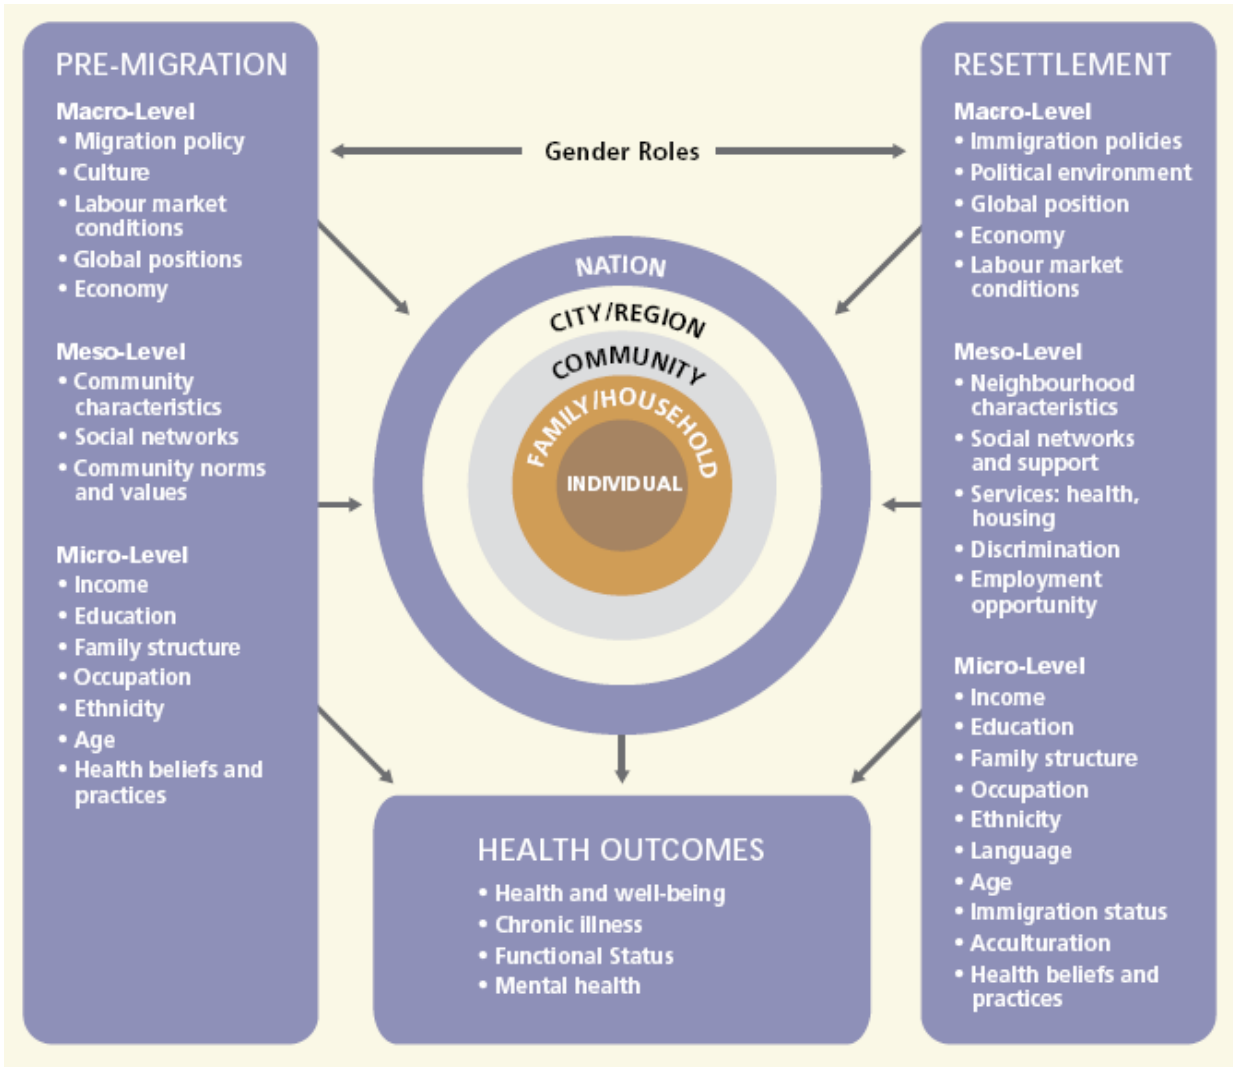 PRE-MIGRATION
Macro-Level
• Migration policy
• Culture
• Labour market
conditions
• Global positions
• Economy
Meso-Level
• Community
characteristics
• Social networks
• Community norms
and values
Micro-Level
• Income
• Education
• Family structure
• Occupation
• Ethnicity
• Age
• Health beliefs and
practices
Gender Roles
NATION
CITY/REGION
COMMUNITY
FAMILY/HOUSEHOLD
INDIVIDUAL
HEALTH OUTCOMES
• Health and well-being
• Chronic illness
• Functional Status
• Mental health
RESETTLEMENT
Macro-Level
• Immigration policies
• Political environment
• Global position
• Economy
• Labour market
conditions
Meso-Level
• Neighbourhood
characteristics
• Social networks
and support
• Services: health,
housing
• Discrimination
• Employment
opportunity
Micro-Level
• Income
• Education
• Family structure
• Occupation
• Ethnicity
• Language
• Age
• Immigration status
• Acculturation
• Health beliefs and
practices